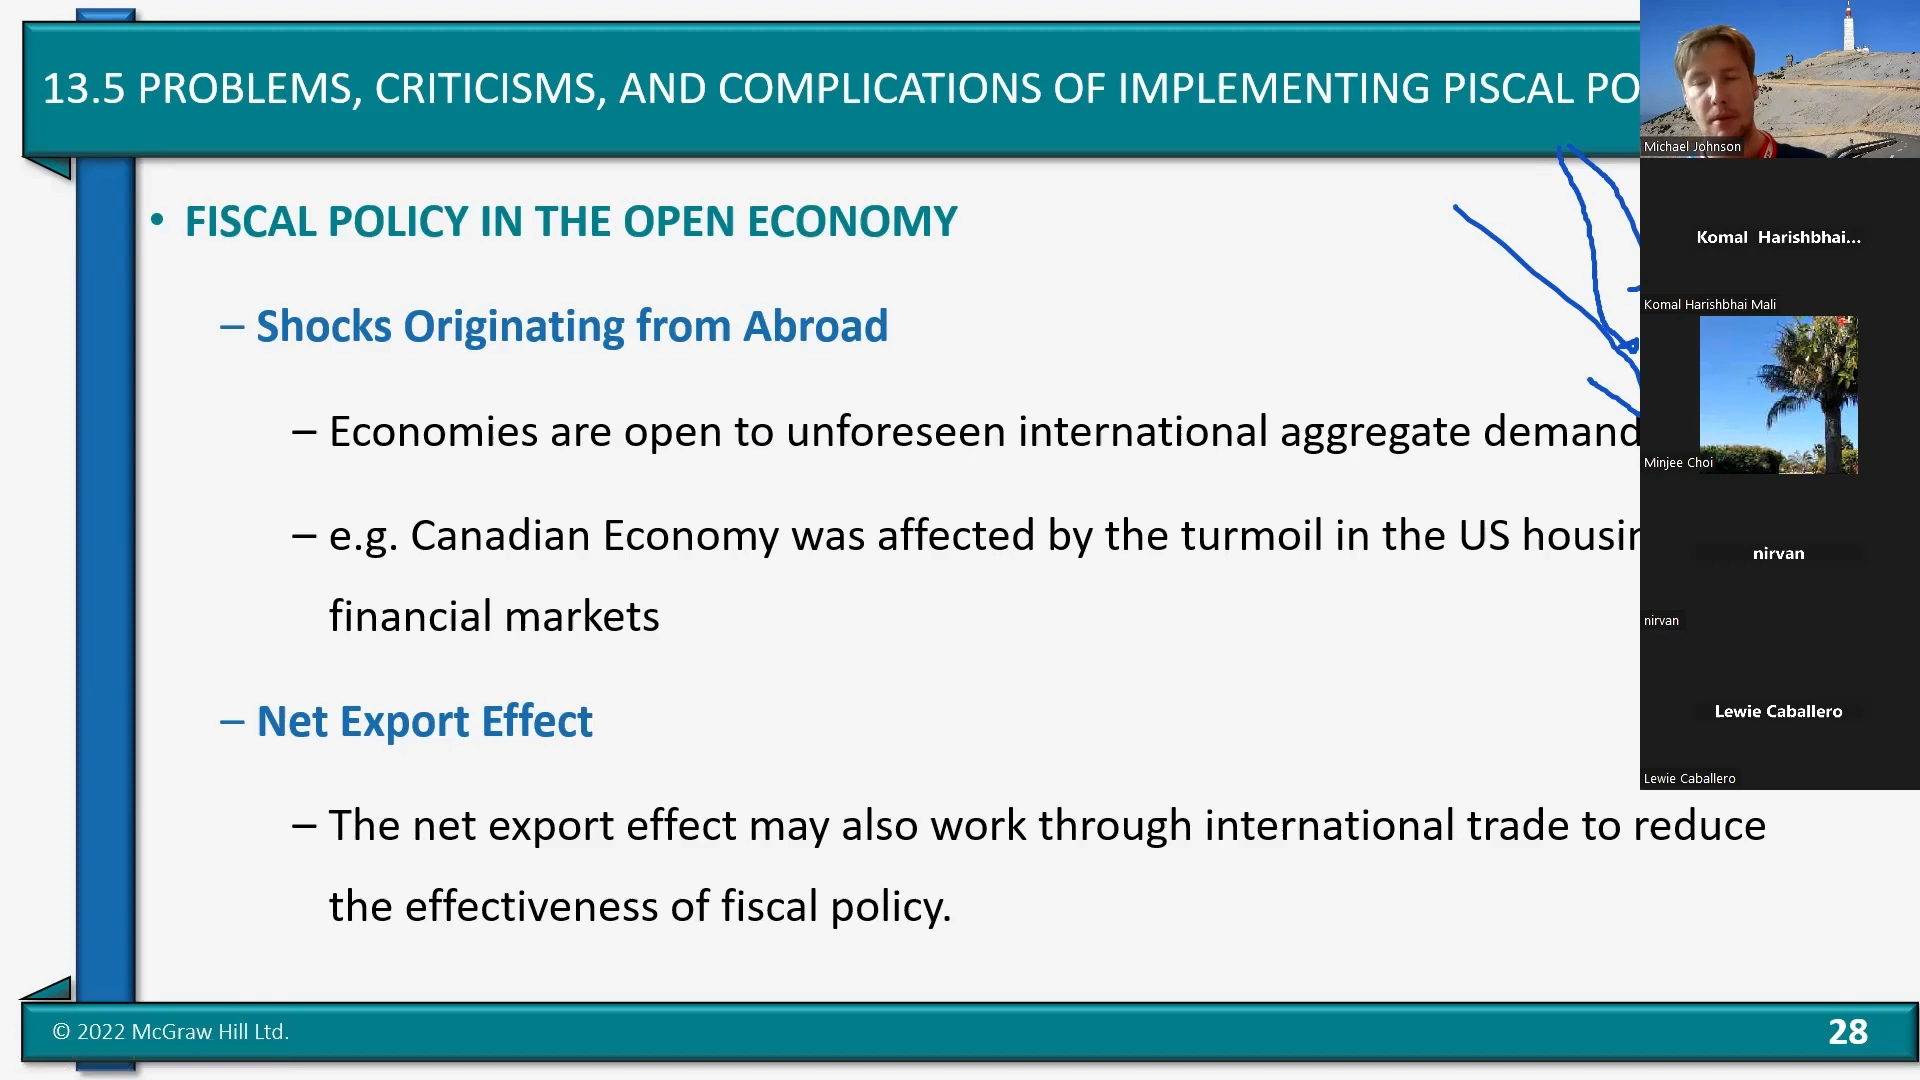 13.5 PROBLEMS, CRITICISMS, AND COMPLICATIONS OF IMPLEMENTING PISCAL PO
• FISCAL POLICY IN THE OPEN ECONOMY
– Shocks Originating from Abroad
– Economies are open to unforeseen international aggregate demand
– e.g. Canadian Economy was affected by the turmoil in the US housin
financial markets
– Net Export Effect
– The net export effect may also work through international trade to reduce
the effectiveness of fiscal policy.
© 2022 McGraw Hill Ltd.
28
Michael Johnson
Komal Harishbhai...
Komal Harishbhai Mali
Minjee Choi
nirvan
nirvan
Lewie Caballero
Lewie Caballero